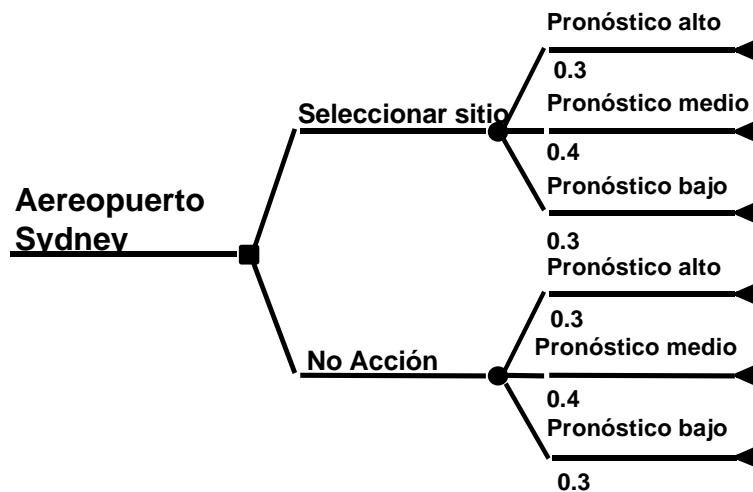 Pronóstico alto
0.3
Seleccionar sitio
Pronóstico medio
0.4
Pronóstico bajo
0.3
Aereopuerto
Sydney
Pronóstico alto
0.3
No Acción
Pronóstico medio
0.4
Pronóstico bajo
0.3